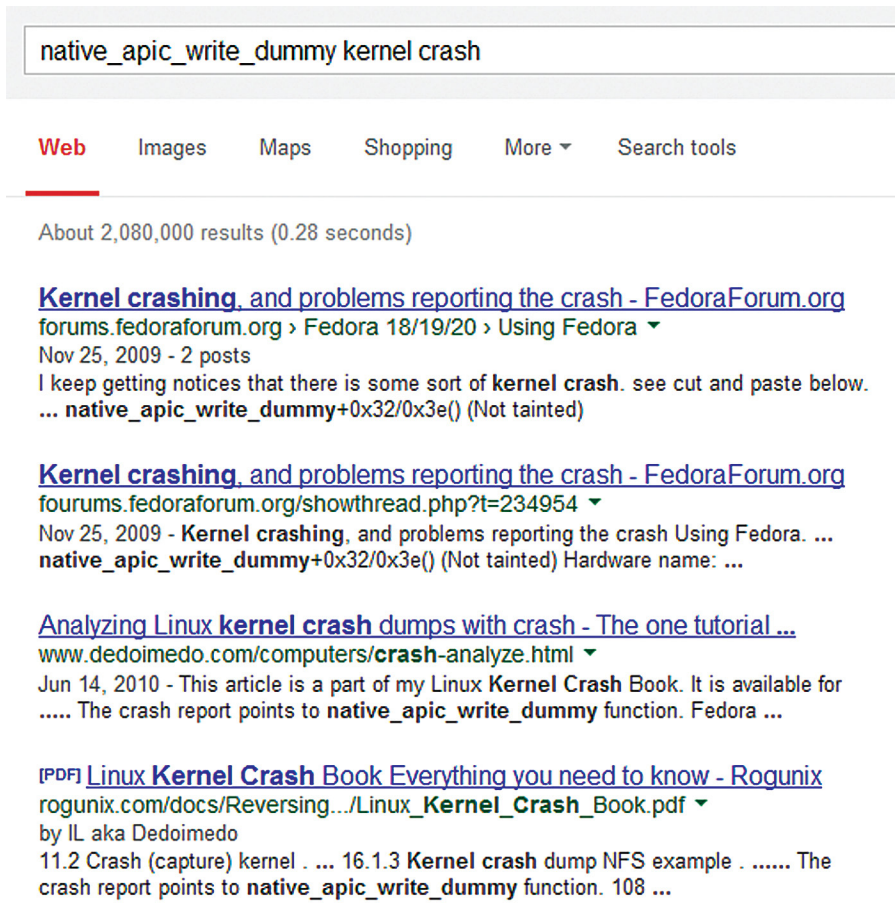 native_apic_write_dummy kernel crash
Web Images Maps Shopping More Search tools
About 2,080,000 results (0.28 seconds)
Kernel crashing, and problems reporting the crash - FedoraForum.org
forums.fedoraforum.org › Fedora 18/19/20 › Using Fedora
Nov 25, 2009 - 2 posts
I keep getting notices that there is some sort of kernel crash. see cut and paste below.
... native_apic_write_dummy+0x32/0x3e() (Not tainted)
Kernel crashing, and problems reporting the crash - FedoraForum.org
fourums.fedoraforum.org/showthread.php?t=234954
Nov 25, 2009 - Kernel crashing, and problems reporting the crash Using Fedora. ...
native_apic_write_dummy+0x32/0x3e() (Not tainted) Hardware name: ...
Analyzing Linux kernel crash dumps with crash - The one tutorial ...
www.dedoimedo.com/computers/crash-analyze.html
Jun 14, 2010 - This article is a part of my Linux Kernel Crash Book. It is available for
..... The crash report points to native_apic_write_dummy function. Fedora ...
[PDF] Linux Kernel Crash Book Everything you need to know - Rogunix
rogunix.com/docs/Reversing.../Linux_Kernel_Crash_Book.pdf
by IL aka Dedoimedo
11.2 Crash (capture) kernel . ... 16.1.3 Kernel crash dump NFS example . ...... The
crash report points to native_apic_write_dummy function. 108 ...